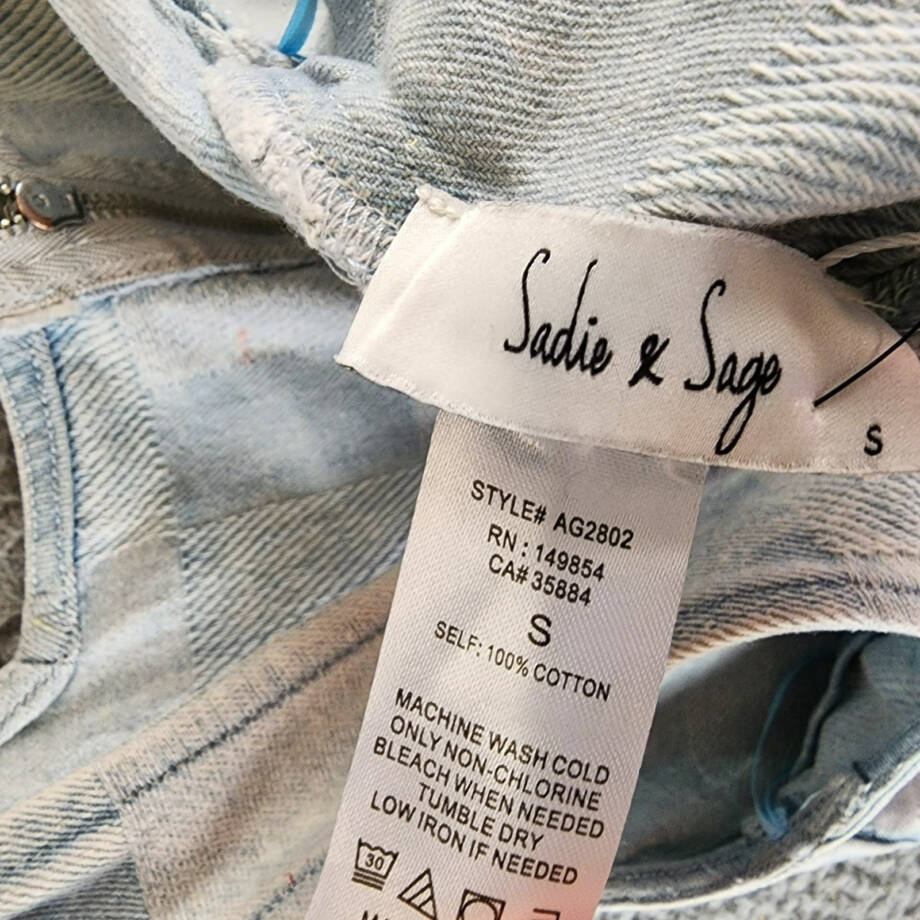 Sadie & Sage
S
STYLE# AG2802
RN : 149854
CA# 35884
S
SELF: 100% COTTON
MACHINE WASH COLD
ONLY NON-CHLORINE
BLEACH WHEN NEEDED
TUMBLE DRY
LOW IRON IF NEEDED
30